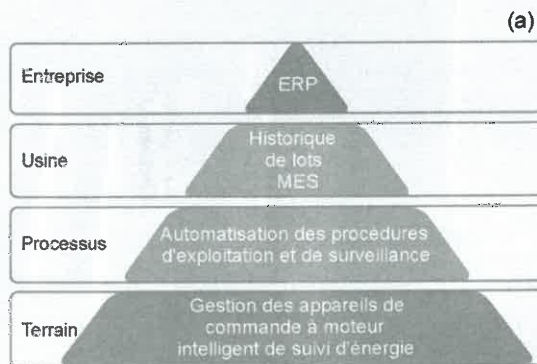 (a)
Entreprise
ERP
Usine
Historique
de lots
MES
Processus
Automatisation des procédures
d'exploitation et de surveillance
Terrain
Gestion des appareils de
commande à moteur
intelligent de suivi d'énergie